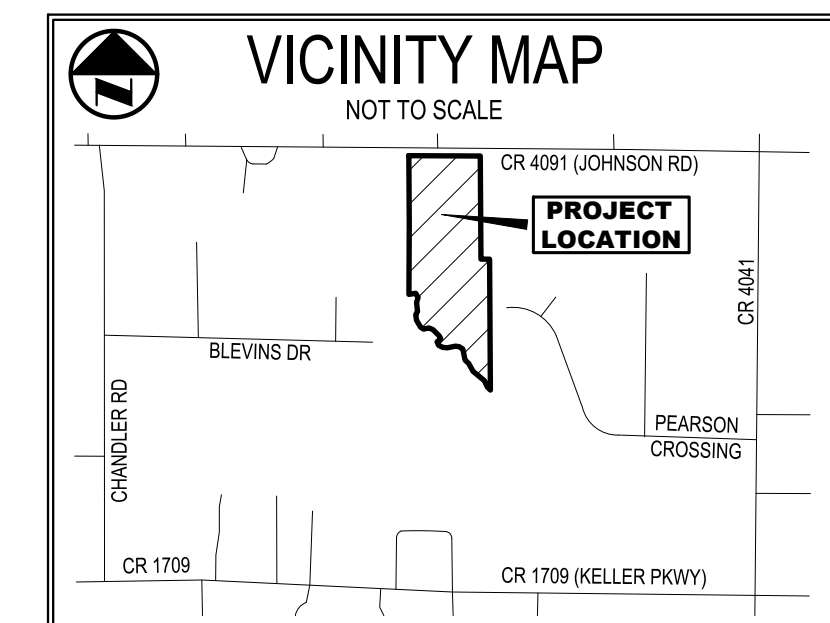 N
VICINITY MAP
NOT TO SCALE
CR 4091 (JOHNSON RD)
PROJECT
LOCATION
CR 4041
BLEVINS DR
CHANDLER RD
PEARSON
CROSSING
CR 1709
CR 1709 (KELLER PKWY)